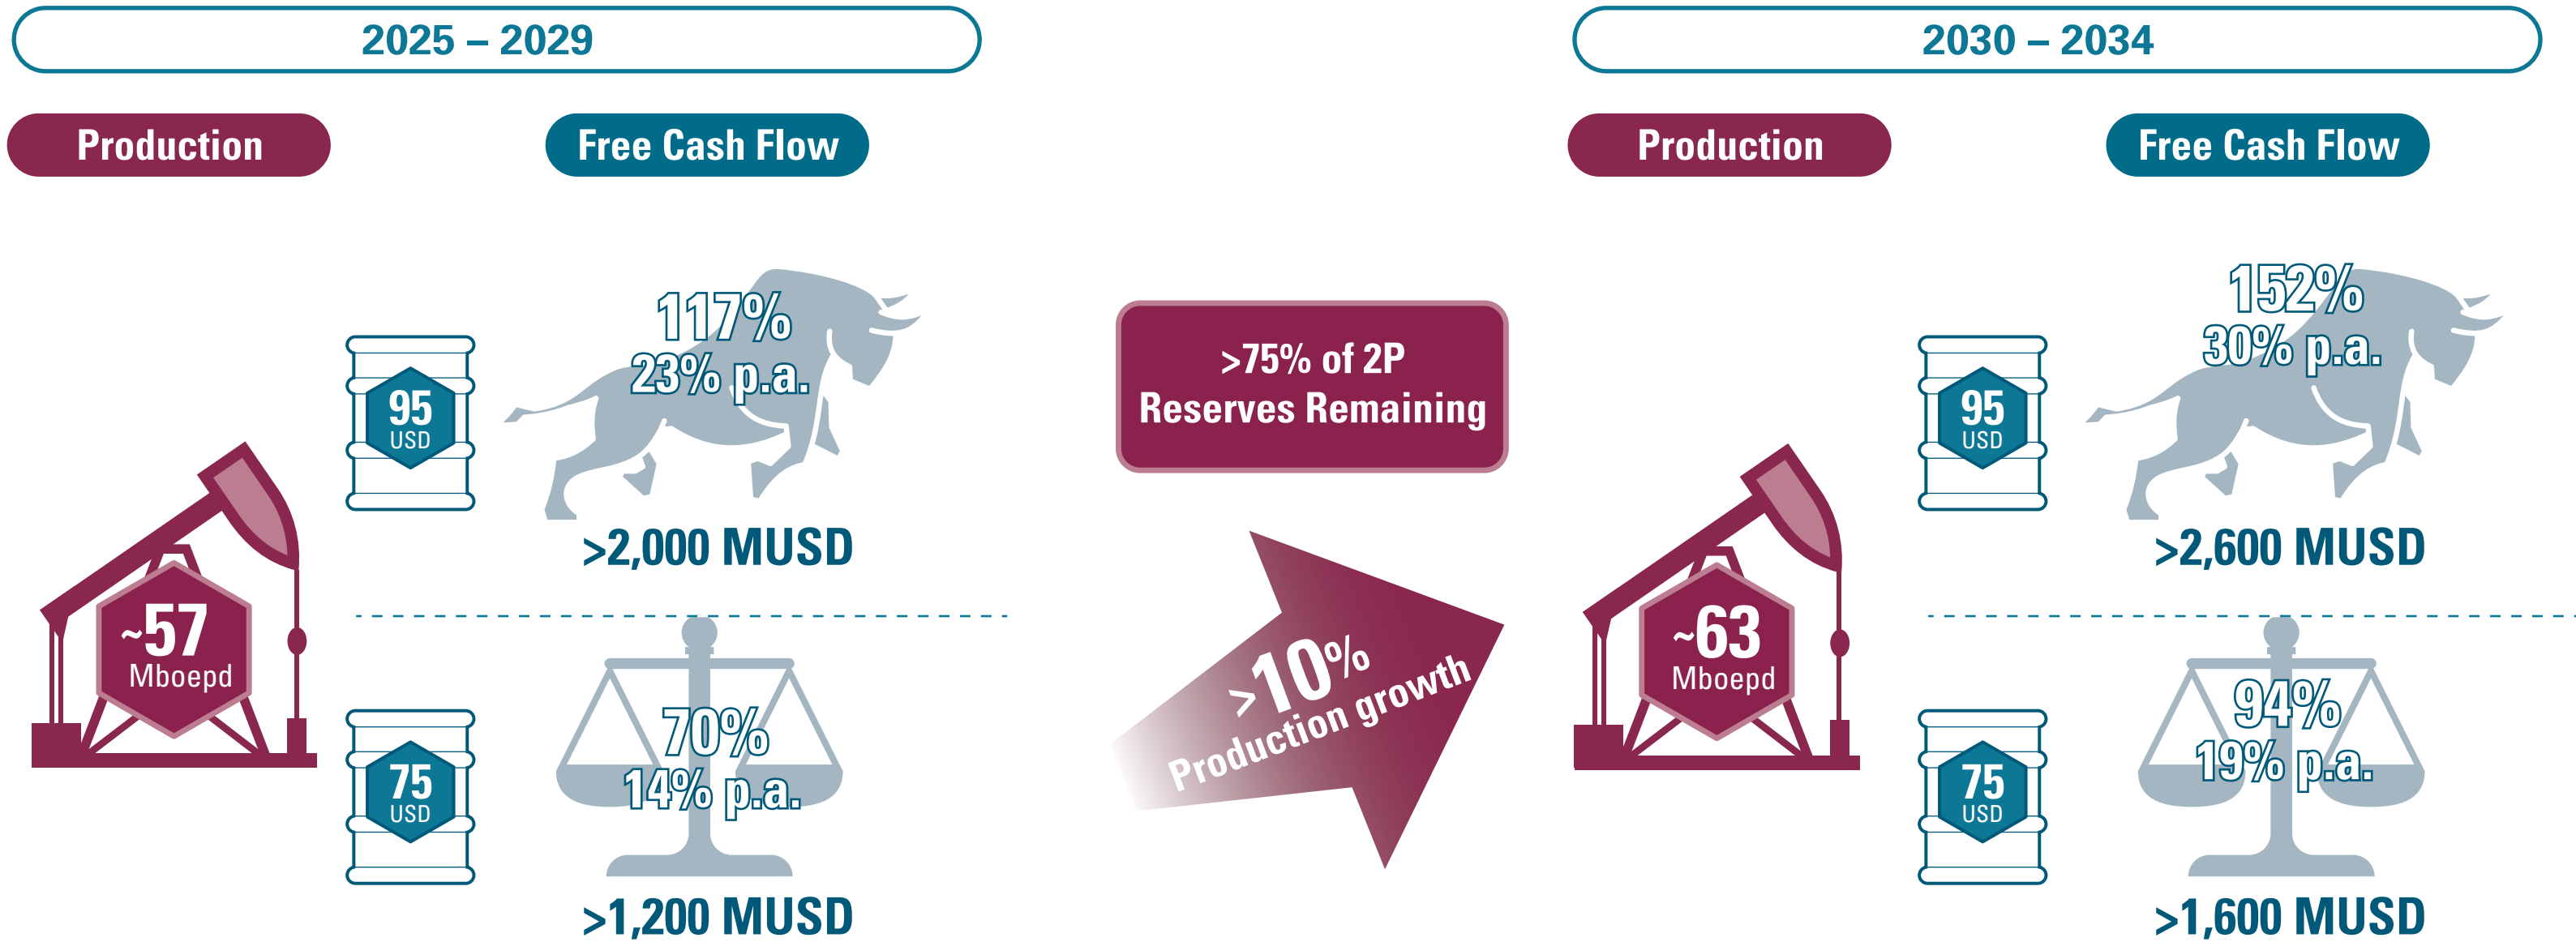 2025 – 2029
Production
Free Cash Flow
95
USD
117%
23% p.a.
>2,000 MUSD
~57
Mboepd
75
USD
70%
14% p.a.
>1,200 MUSD
>75% of 2P
Reserves Remaining
>10%
Production growth
2030 – 2034
Production
Free Cash Flow
95
USD
152%
30% p.a.
>2,600 MUSD
~63
Mboepd
75
USD
94%
19% p.a.
>1,600 MUSD